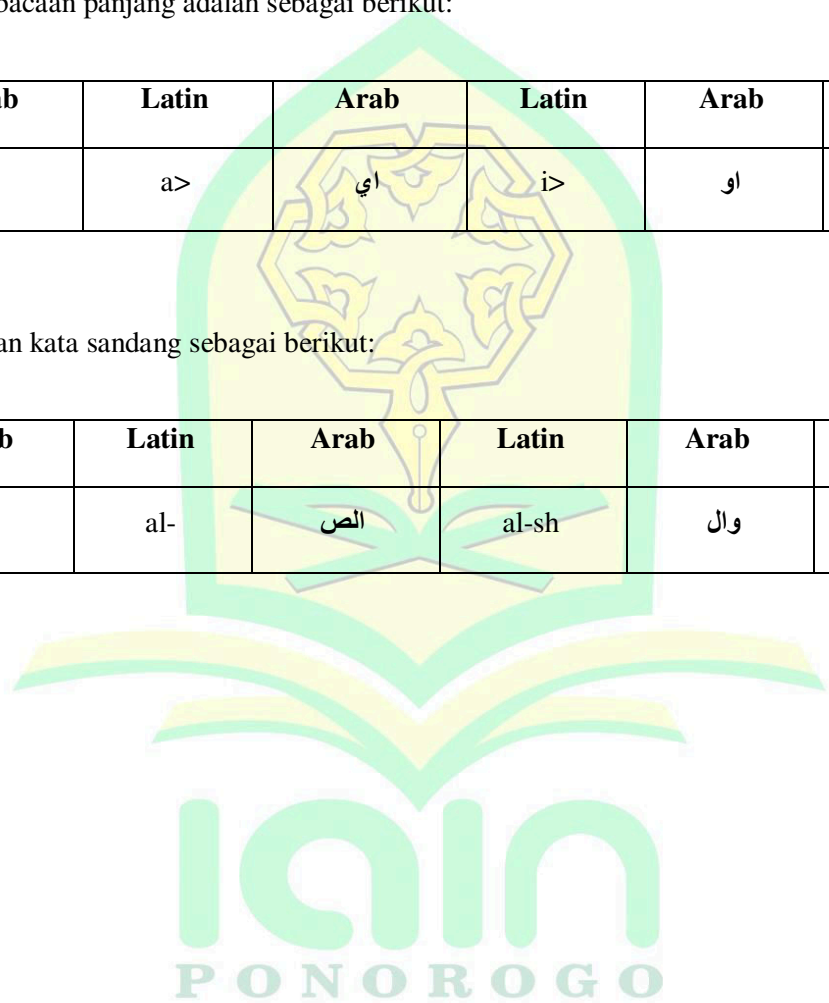 bacaan panjang adalah sebagai berikut:
Latin Arab Latin Arab
a> اي i> او
an kata sandang sebagai berikut:
Latin Arab Latin Arab
al- الص al-sh وال
iain
PONOROGO